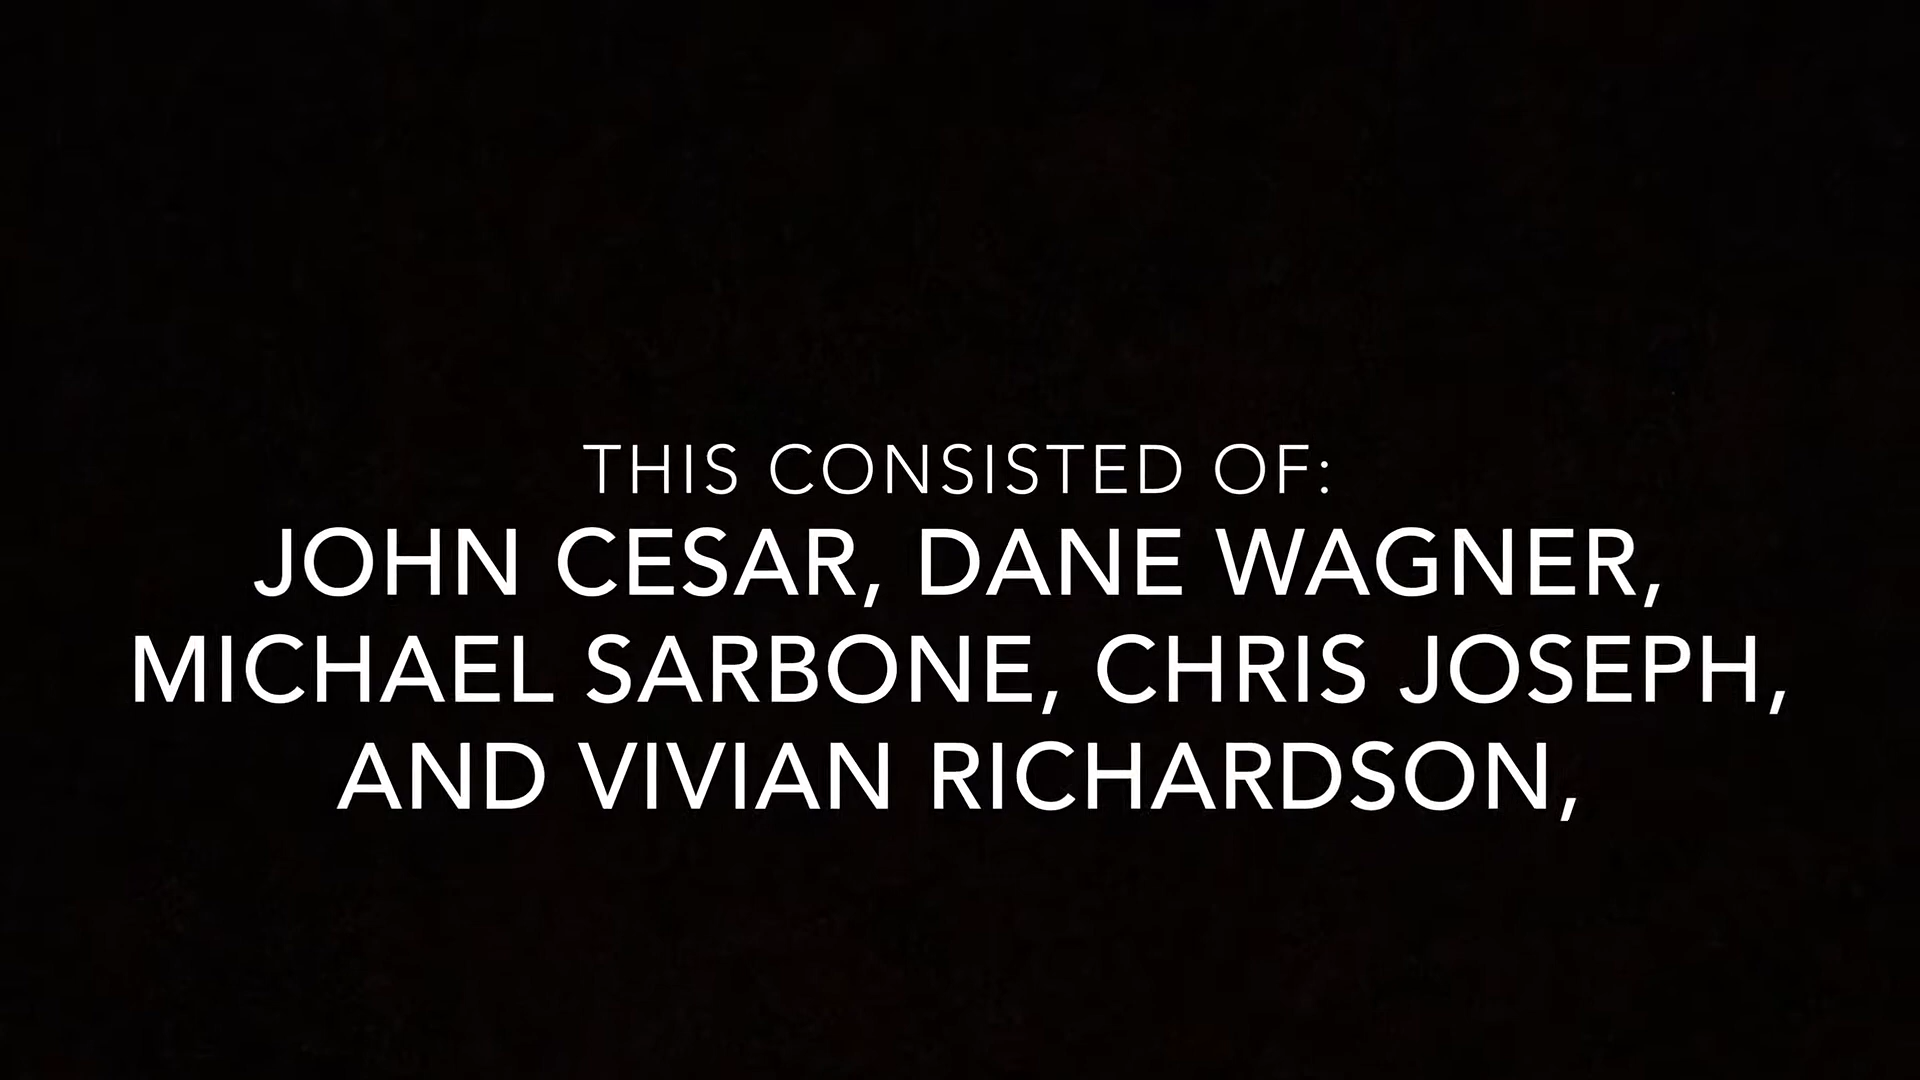 THIS CONSISTED OF:
JOHN CESAR, DANE WAGNER,
MICHAEL SARBONE, CHRIS JOSEPH,
AND VIVIAN RICHARDSON,